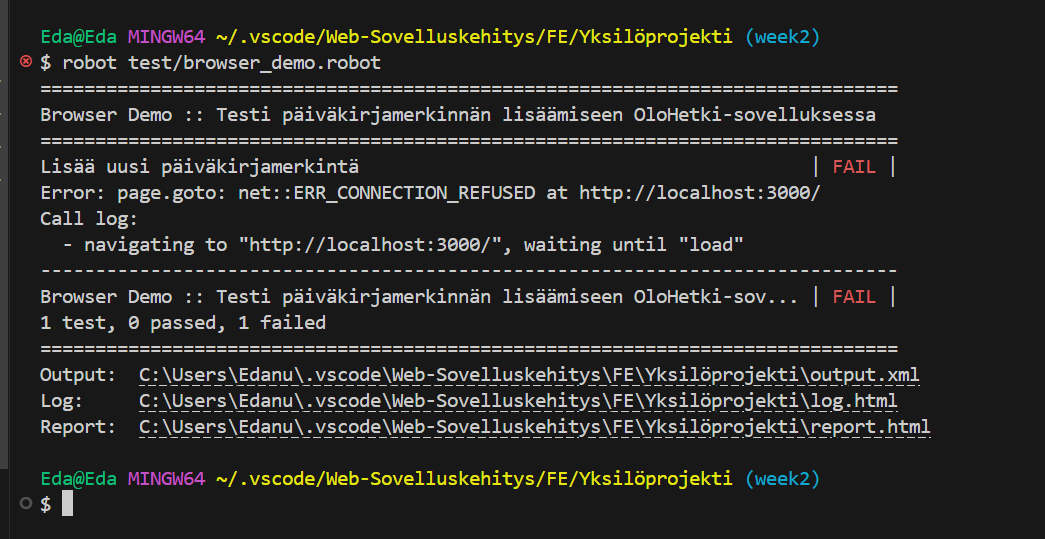 Eda@Eda MINGW64 ~/.vscode/Web-Sovelluskehitys/FE/Yksilöprojekti (week2)
$ robot test/browser_demo.robot
==============================================================================
Browser Demo :: Testi päiväkirjamerkinnän lisäämiseen OloHetki-sovelluksessa
==============================================================================
Lisää uusi päiväkirjamerkintä                                         | FAIL |
Error: page.goto: net::ERR_CONNECTION_REFUSED at http://localhost:3000/
Call log:
  - navigating to "http://localhost:3000/", waiting until "load"
------------------------------------------------------------------------------
Browser Demo :: Testi päiväkirjamerkinnän lisäämiseen OloHetki-sov... | FAIL |
1 test, 0 passed, 1 failed
==============================================================================
Output:  C:\Users\Edanu\.vscode\Web-Sovelluskehitys\FE\Yksilöprojekti\output.xml
Log:     C:\Users\Edanu\.vscode\Web-Sovelluskehitys\FE\Yksilöprojekti\log.html
Report:  C:\Users\Edanu\.vscode\Web-Sovelluskehitys\FE\Yksilöprojekti\report.html
Eda@Eda MINGW64 ~/.vscode/Web-Sovelluskehitys/FE/Yksilöprojekti (week2)
$